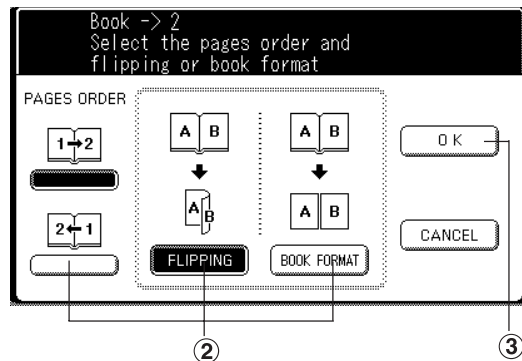 Book -> 2
Select the pages order and
flipping or book format
PAGES ORDER
1→2
2←1
A B
A B
FLIPPING
A B
A B
BOOK FORMAT
OK
CANCEL
2
3